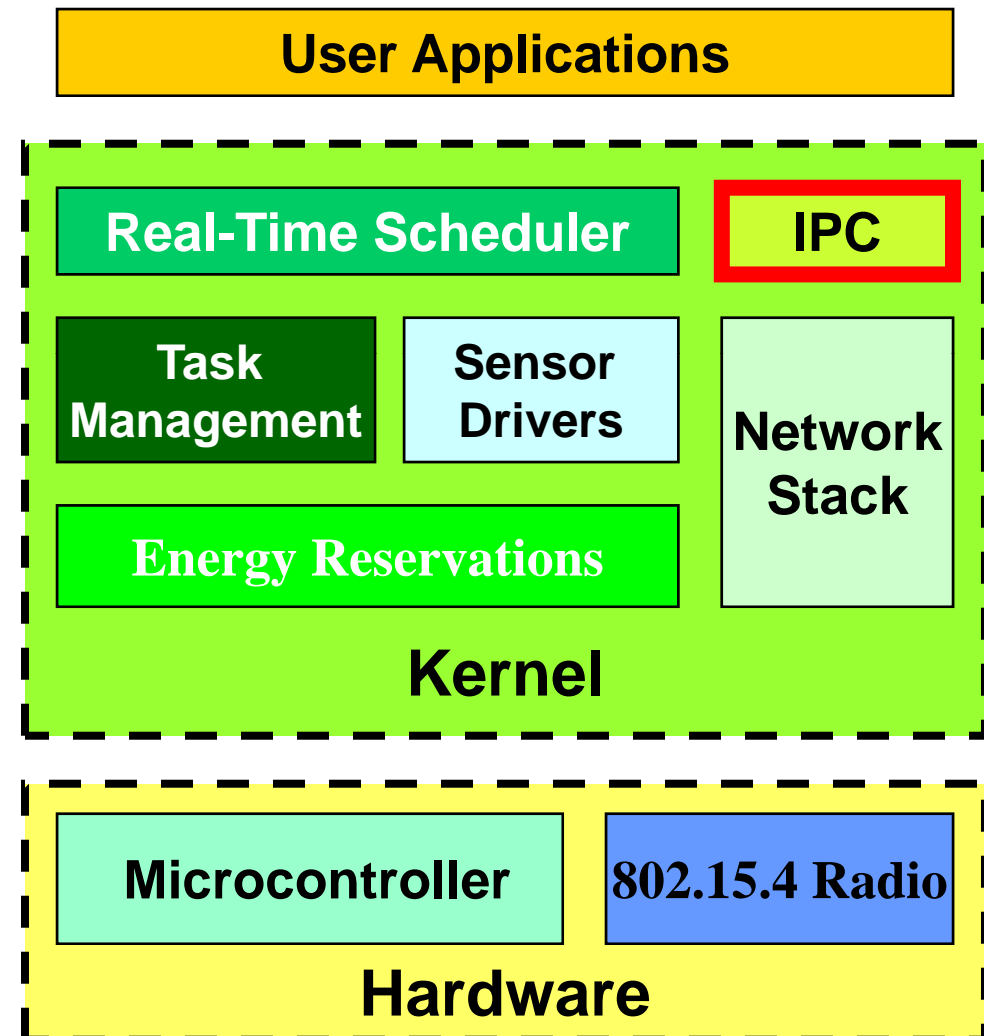 User Applications
Real-Time Scheduler
IPC
Task
Management
Sensor
Drivers
Network
Stack
Energy Reservations
Kernel
Microcontroller
802.15.4 Radio
Hardware